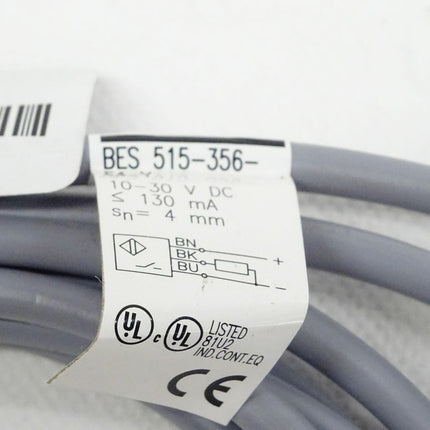 BES 515-356-
10-30 V DC
≤ 130 mA
sn= 4 mm
BN
+
BK
BU
−
UL c UL LISTED
81U2
IND.CONT.EQ
CE